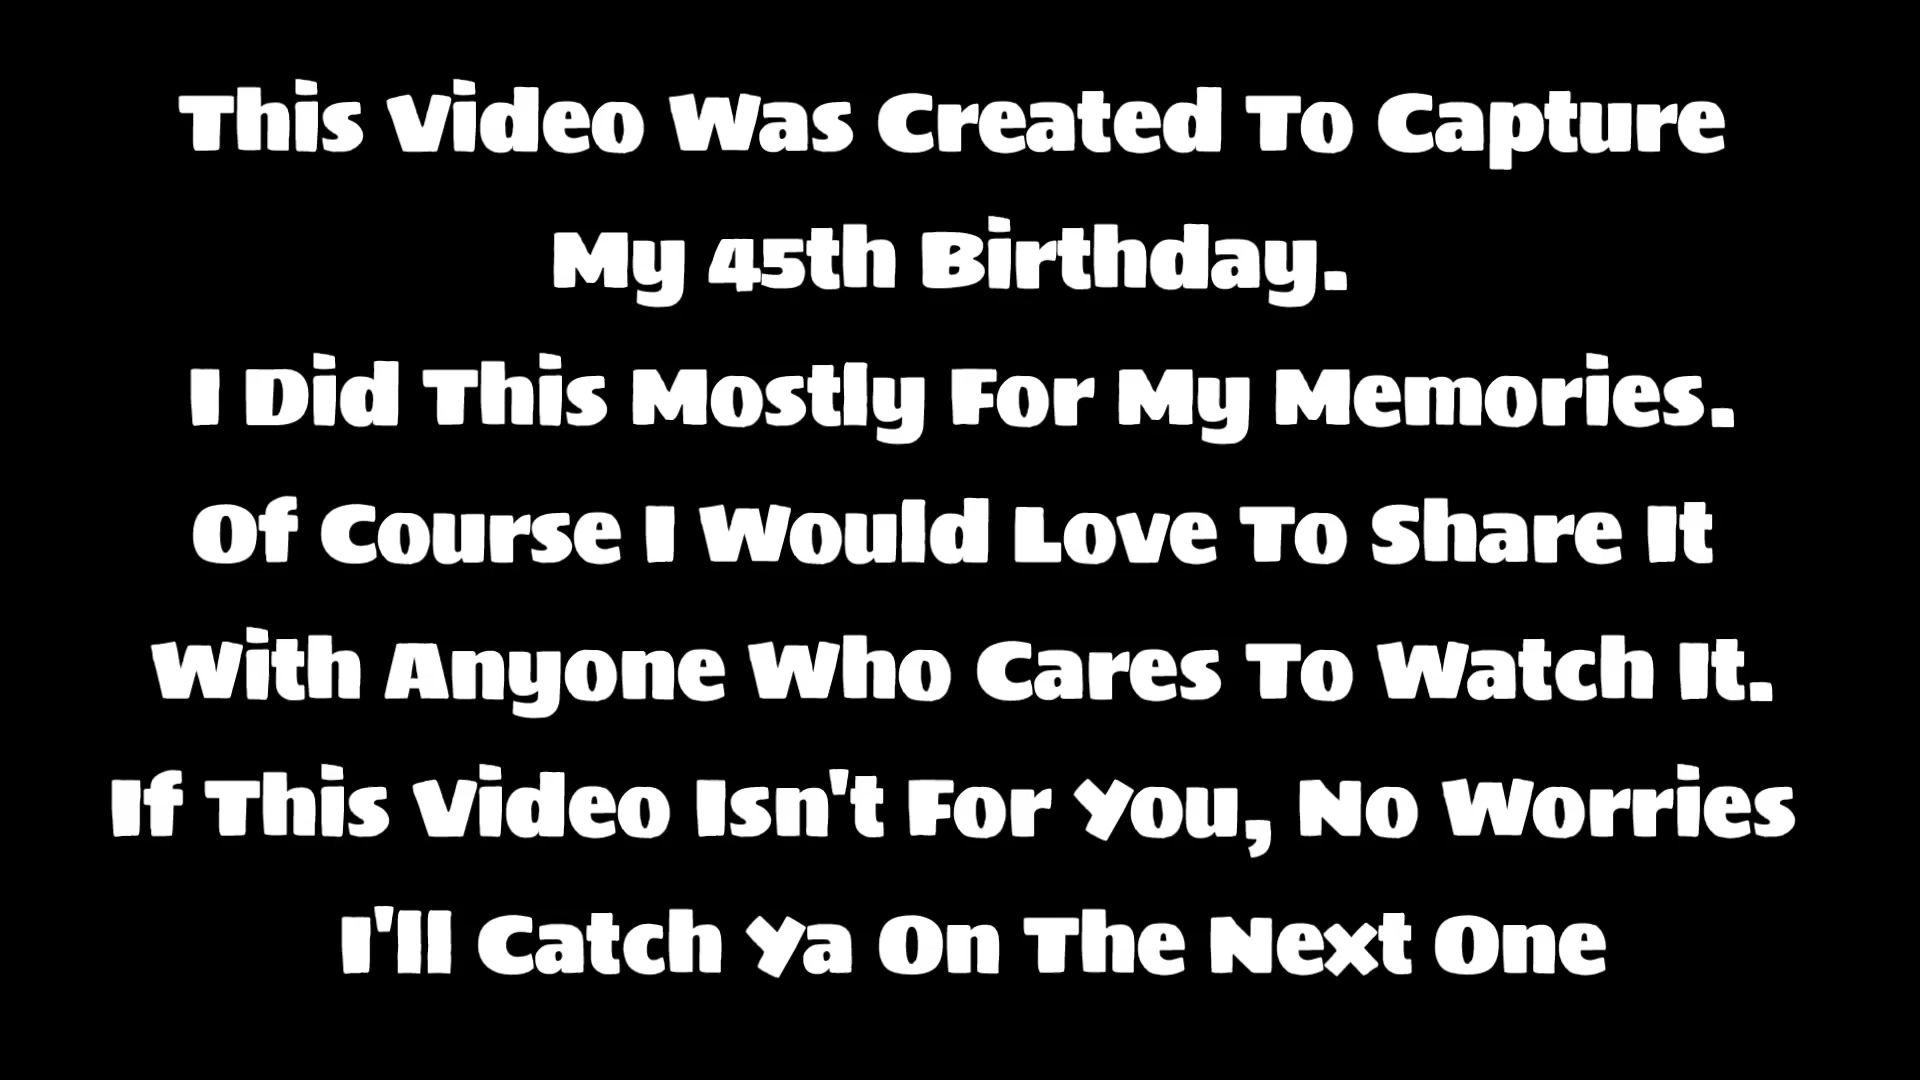 This Video Was Created To Capture
My 45th Birthday.
I Did This Mostly For My Memories.
Of Course I Would Love To Share It
With Anyone Who Cares To Watch It.
If This Video Isn't For You, No Worries
I'll Catch Ya On The Next One